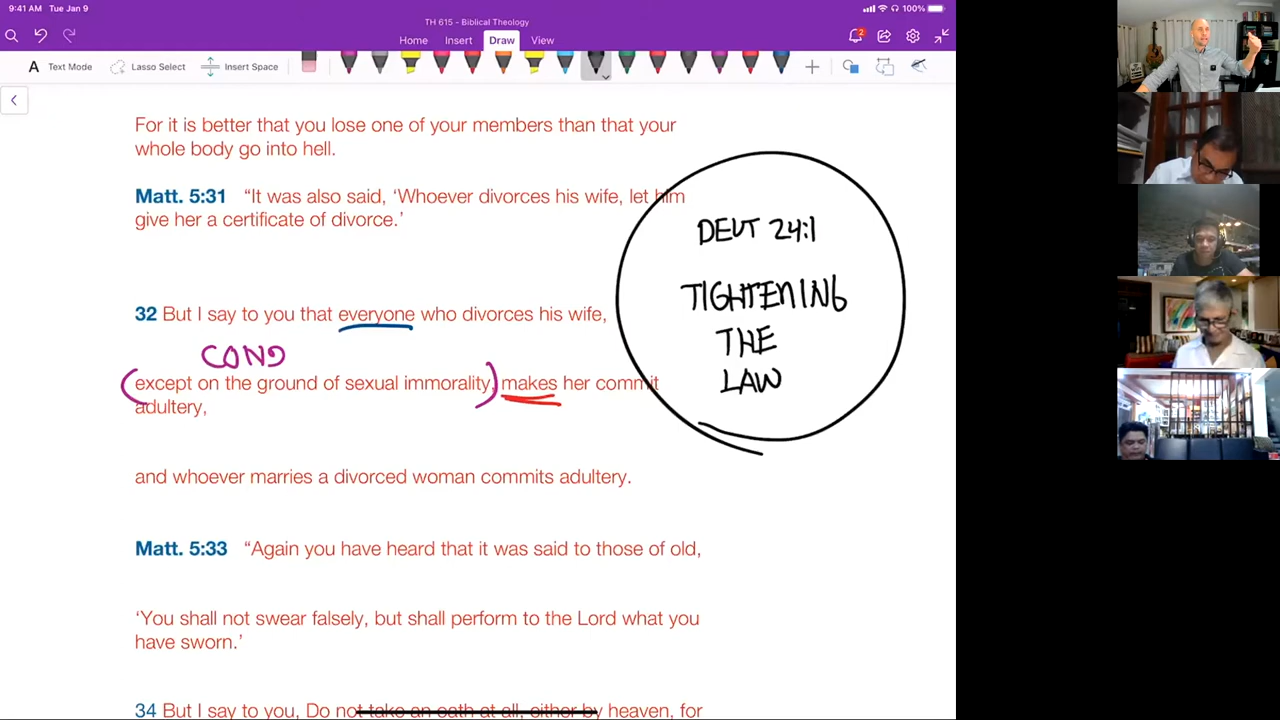 9:41 AM Tue Jan 9
100%
TH 615 - Biblical Theology
Home Insert Draw View
2
A Text Mode Lasso Select Insert Space
For it is better that you lose one of your members than that your
whole body go into hell.
Matt. 5:31 “It was also said, ‘Whoever divorces his wife, let him
give her a certificate of divorce.’
DEUT 24:1
TIGHTENING
THE
LAW
32 But I say to you that everyone who divorces his wife,
COND
(except on the ground of sexual immorality,) makes her commit
adultery,
and whoever marries a divorced woman commits adultery.
Matt. 5:33 “Again you have heard that it was said to those of old,
‘You shall not swear falsely, but shall perform to the Lord what you
have sworn.’
34 But I say to you, Do not take an oath at all, either by heaven, for